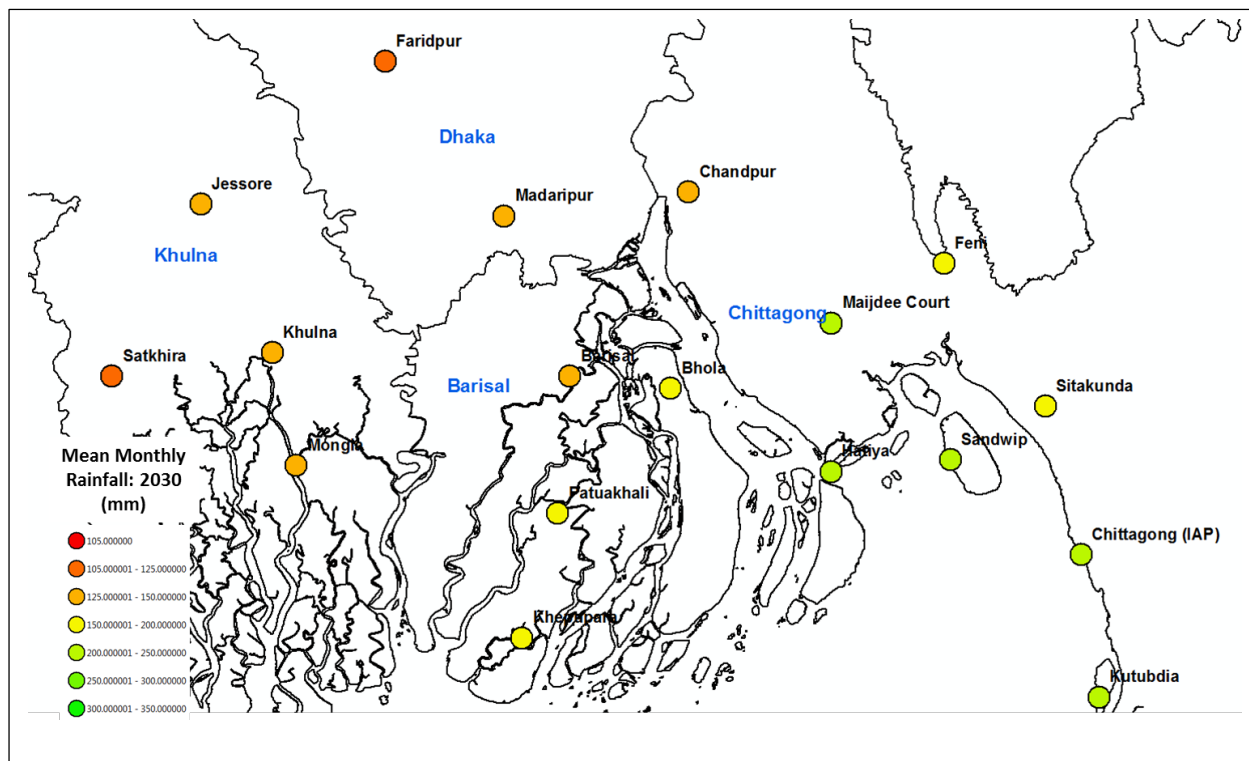 Faridpur
Dhaka
Jessore
Madaripur
Chandpur
Khulna
Feni
Maijdee Court
Chittagong
Khulna
Satkhira
Barisal
Barisal
Bhola
Sitakunda
Mongla
Hatiya
Sandwip
Mean Monthly
Rainfall: 2030
(mm)
Patuakhali
Chittagong (IAP)
Khepupara
Kutubdia
105.000000
105.000001 - 125.000000
125.000001 - 150.000000
150.000001 - 200.000000
200.000001 - 250.000000
250.000001 - 300.000000
300.000001 - 350.000000